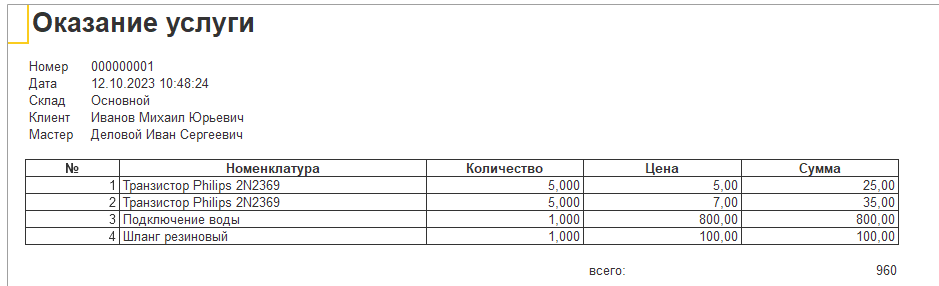 Оказание услуги
Номер 000000001
Дата 12.10.2023 10:48:24
Склад Основной
Клиент Иванов Михаил Юрьевич
Мастер Деловой Иван Сергеевич
№ Номенклатура Количество Цена Сумма
1 Транзистор Philips 2N2369 5,000 5,00 25,00
2 Транзистор Philips 2N2369 5,000 7,00 35,00
3 Подключение воды 1,000 800,00 800,00
4 Шланг резиновый 1,000 100,00 100,00
всего: 960